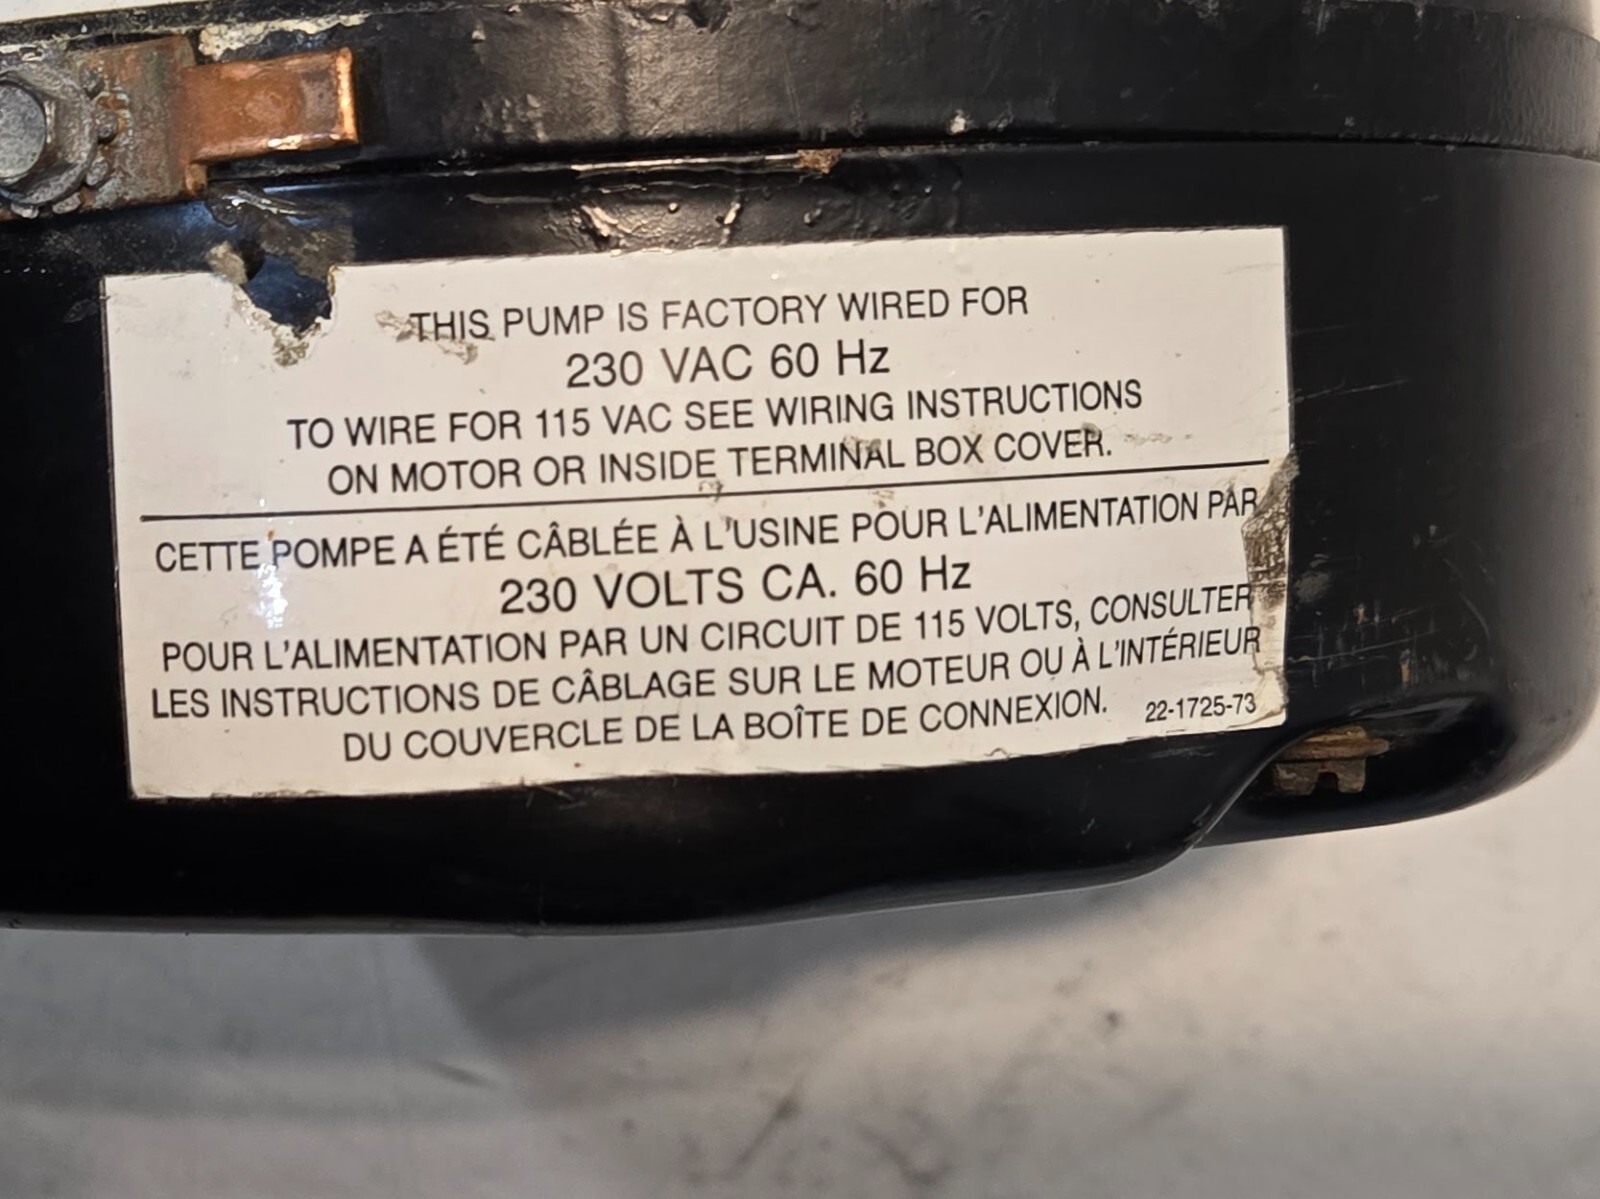 THIS PUMP IS FACTORY WIRED FOR
230 VAC 60 Hz
TO WIRE FOR 115 VAC SEE WIRING INSTRUCTIONS
ON MOTOR OR INSIDE TERMINAL BOX COVER.
CETTE POMPE A ÉTÉ CÂBLÉE À L'USINE POUR L'ALIMENTATION PAR
230 VOLTS CA. 60 Hz
POUR L'ALIMENTATION PAR UN CIRCUIT DE 115 VOLTS, CONSULTER
LES INSTRUCTIONS DE CÂBLAGE SUR LE MOTEUR OU À L'INTÉRIEUR
DU COUVERCLE DE LA BOÎTE DE CONNEXION.
22-1725-73